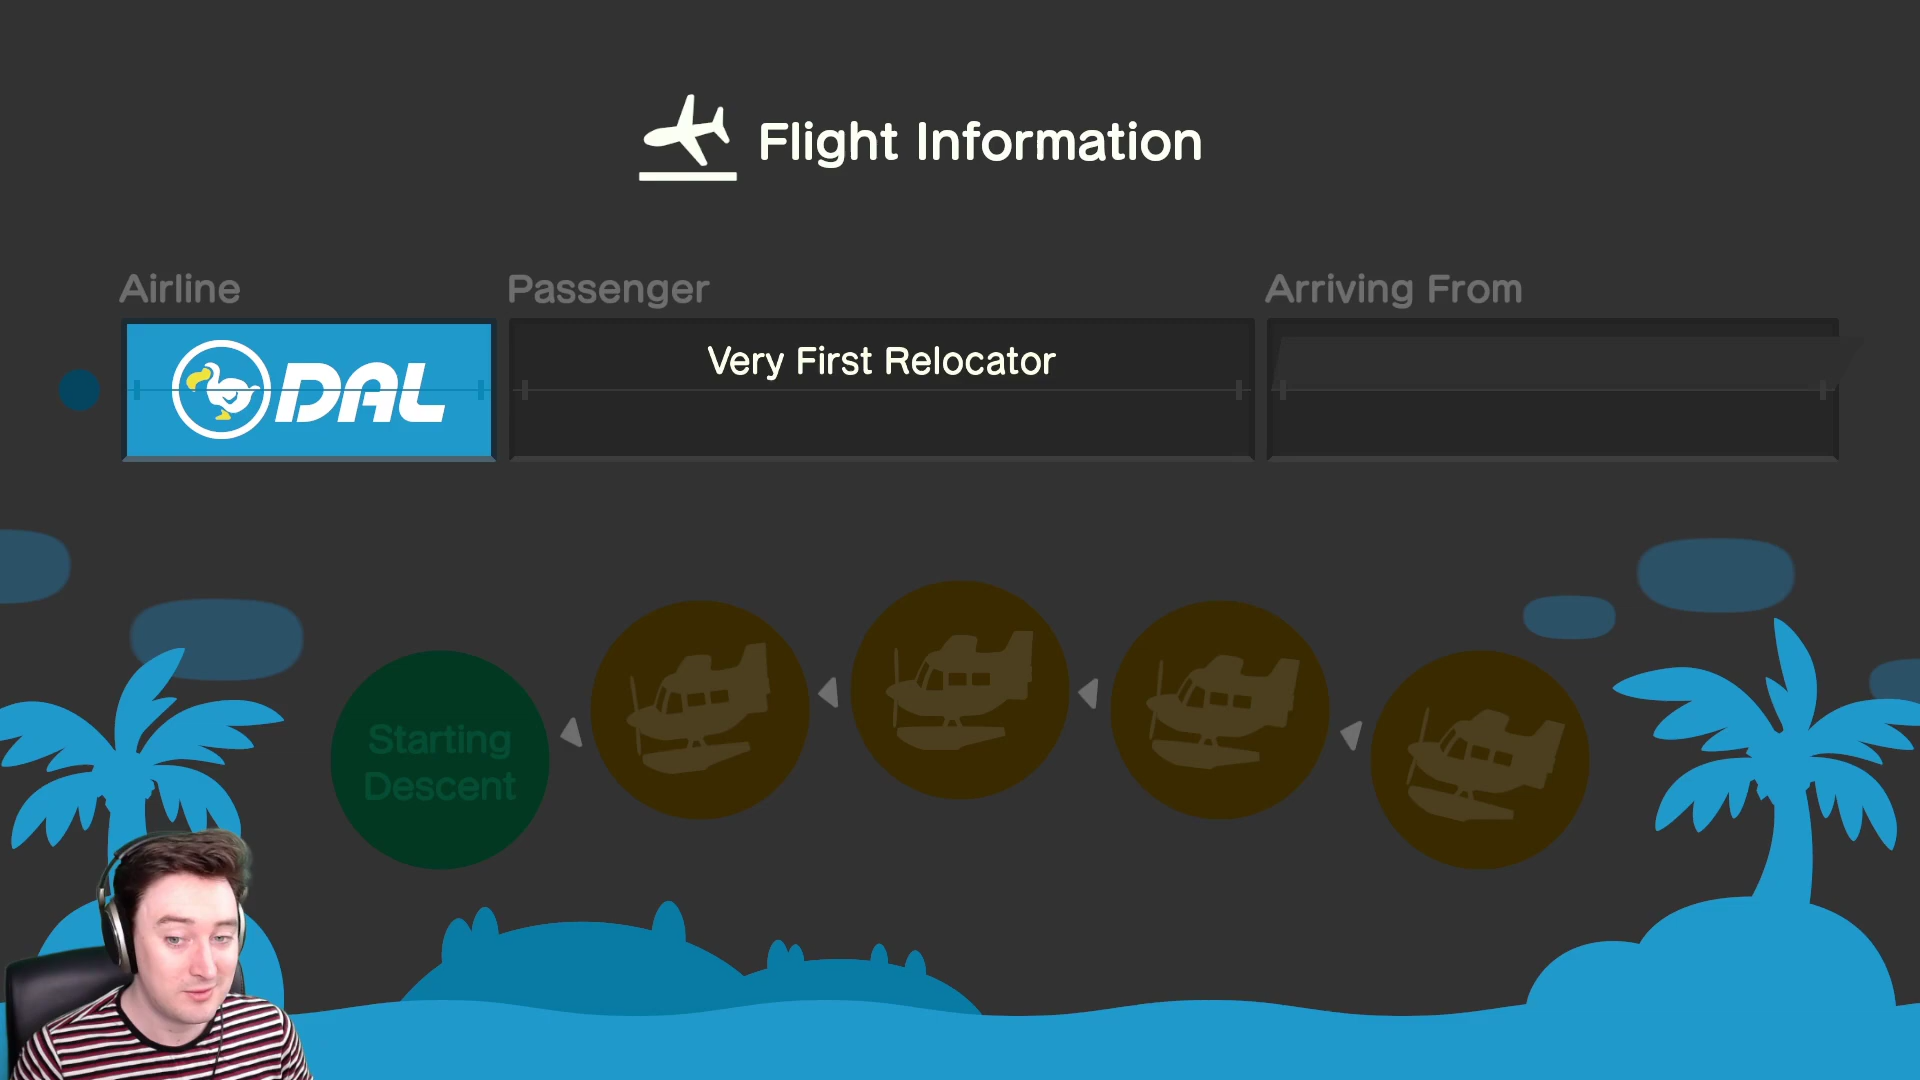 Flight Information
Airline
Passenger
Arriving From
DAL
Very First Relocator
Starting
Descent